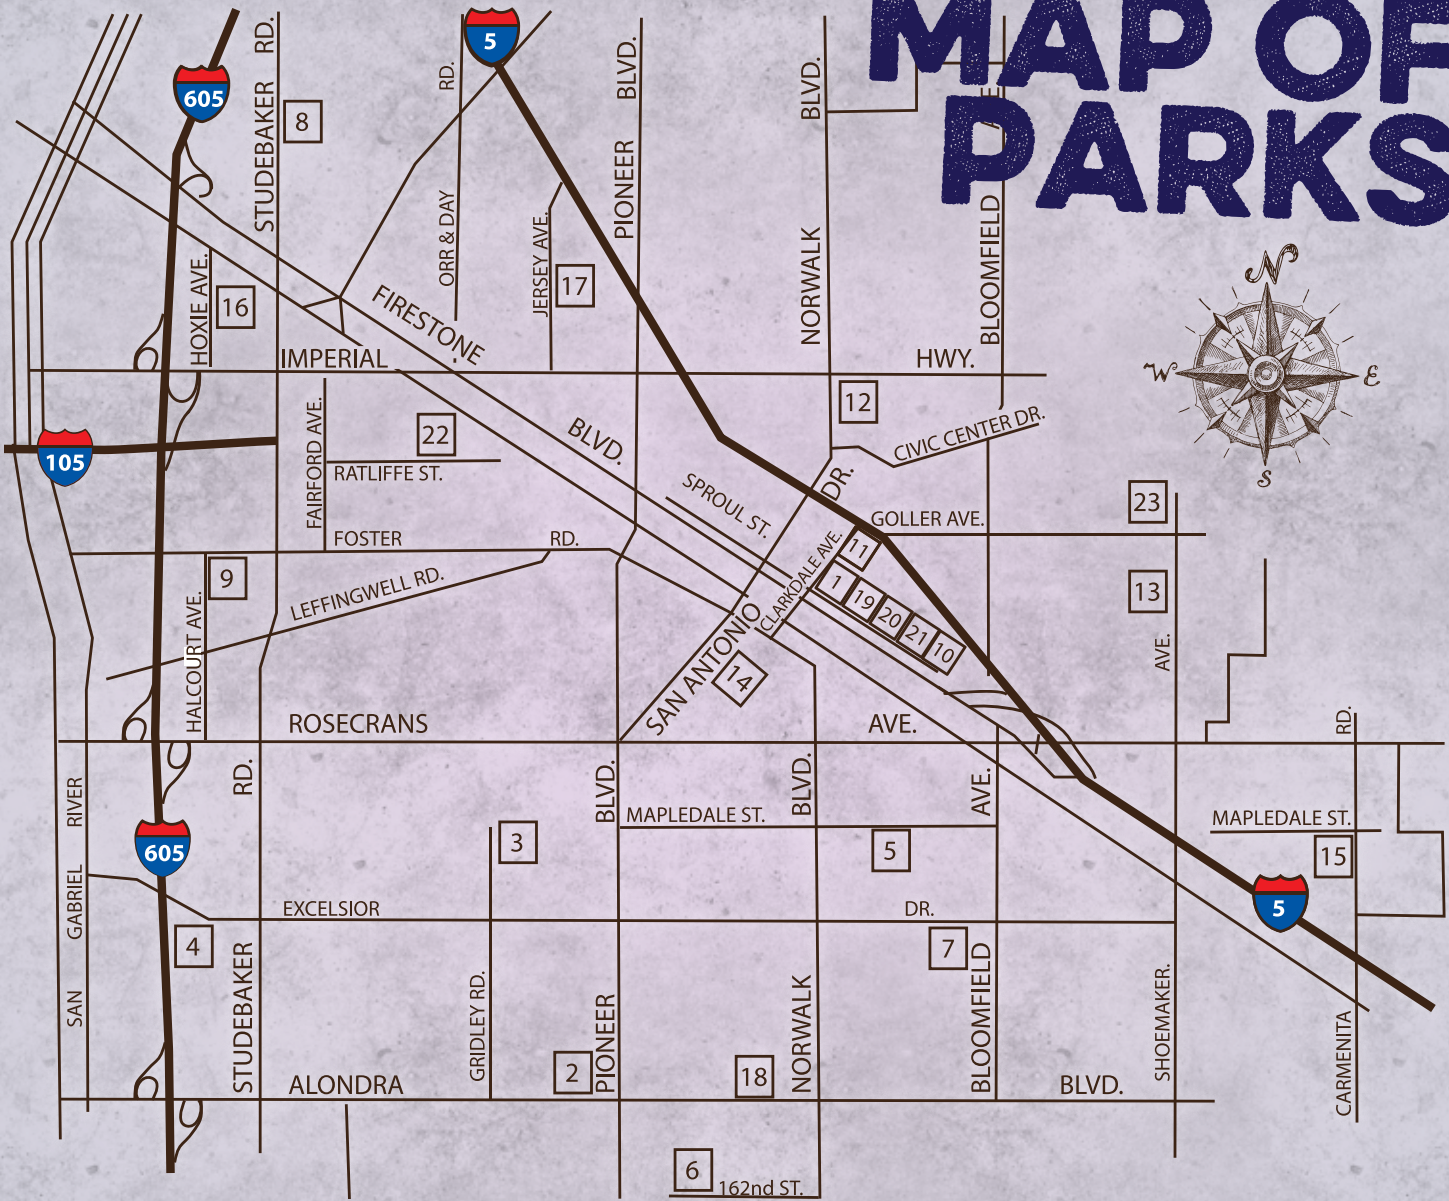 MAP OF
PARKS
N
W
E
S
605
5
105
605
5
STUDEBAKER RD.
8
ORR & DAY RD.
PIONEER BLVD.
NORWALK BLVD.
BLOOMFIELD
HOXIE AVE.
16
JERSEY AVE.
17
FIRESTONE BLVD.
IMPERIAL HWY.
12
CIVIC CENTER DR.
FAIRFORD AVE.
22
RATLIFFE ST.
SPROUL ST.
GOLLER AVE.
23
FOSTER RD.
LEFFINGWELL RD.
HALCOURT AVE.
9
SAN ANTONIO DR.
CLARKDALE AVE.
11
1
19
20
21
10
13
14
ROSECRANS AVE.
SAN GABRIEL RIVER
STUDEBAKER RD.
3
PIONEER BLVD.
MAPLEDALE ST.
NORWALK BLVD.
5
BLOOMFIELD AVE.
SHOEMAKER. AVE.
MAPLEDALE ST.
15
CARMENITA RD.
EXCELSIOR DR.
4
7
GRIDLEY RD.
2
18
ALONDRA BLVD.
6
162nd ST.